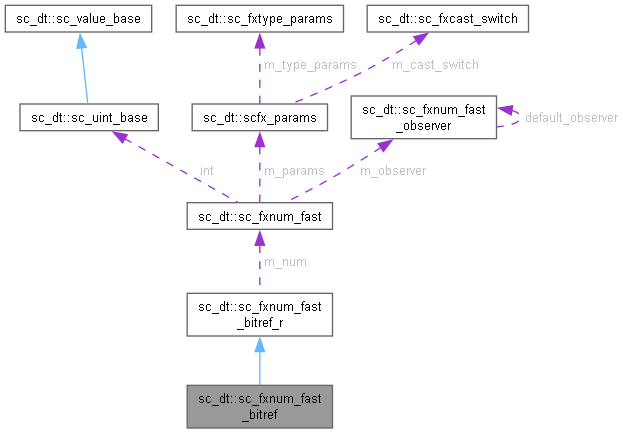 sc_dt::sc_value_base
sc_dt::sc_fxtype_params
sc_dt::sc_fxcast_switch
m_type_params
m_cast_switch
sc_dt::sc_uint_base
sc_dt::scfx_params
sc_dt::sc_fxnum_fast
_observer
default_observer
int
m_params
m_observer
sc_dt::sc_fxnum_fast
m_num
sc_dt::sc_fxnum_fast
_bitref_r
sc_dt::sc_fxnum_fast
_bitref